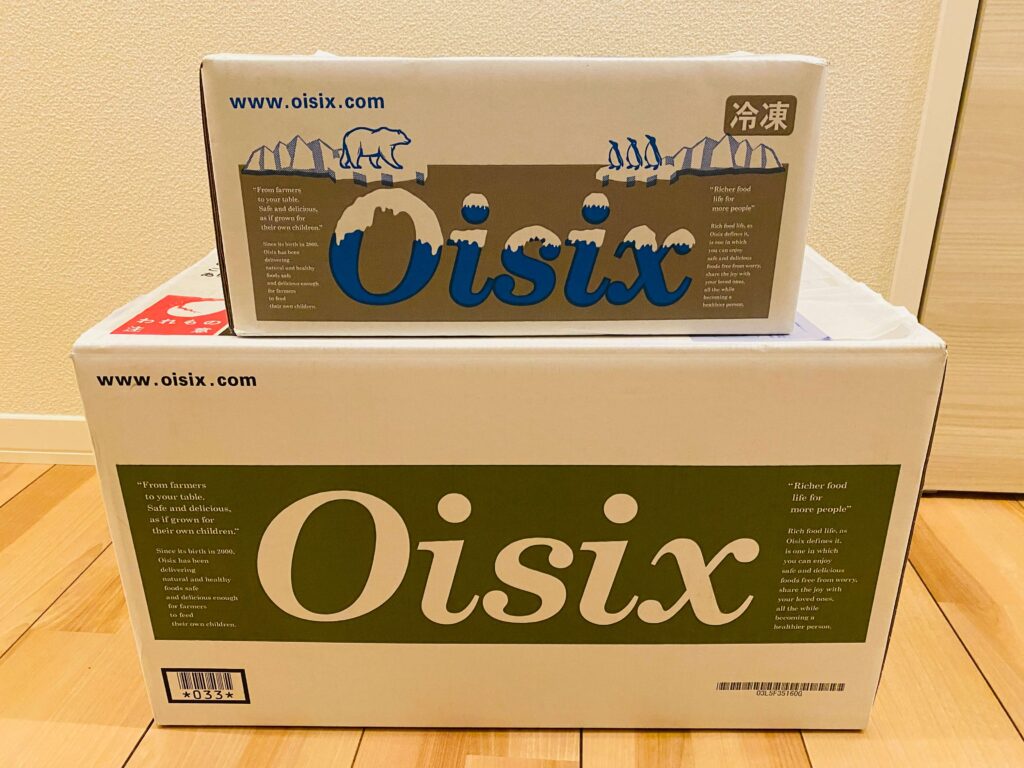 www.oisix.com
冷凍
"From farmers
to your table.
Safe and delicious,
as if grown for
their own children."
Since its birth in 2000,
Oisix has been
delivering
natural and healthy
foods safe
and delicious enough
for farmers
to feed
their own children.
Oisix
"Richer food
life for
more people"
Rich food life, as
Oisix defines it,
is one in which
you can enjoy
safe and delicious
foods free from worry,
share the joy with
your loved ones,
all the while
becoming a
healthier person.
われもの
注意
www.oisix.com
"From farmers
to your table.
Safe and delicious,
as if grown for
their own children."
Since its birth in 2000,
Oisix has been
delivering
natural and healthy
foods safe
and delicious enough
for farmers
to feed
their own children.
Oisix
"Richer food
life for
more people"
Rich food life, as
Oisix defines it,
is one in which
you can enjoy
safe and delicious
foods free from worry,
share the joy with
your loved ones,
all the while
becoming a
healthier person.
*033*
03L5F35160Q